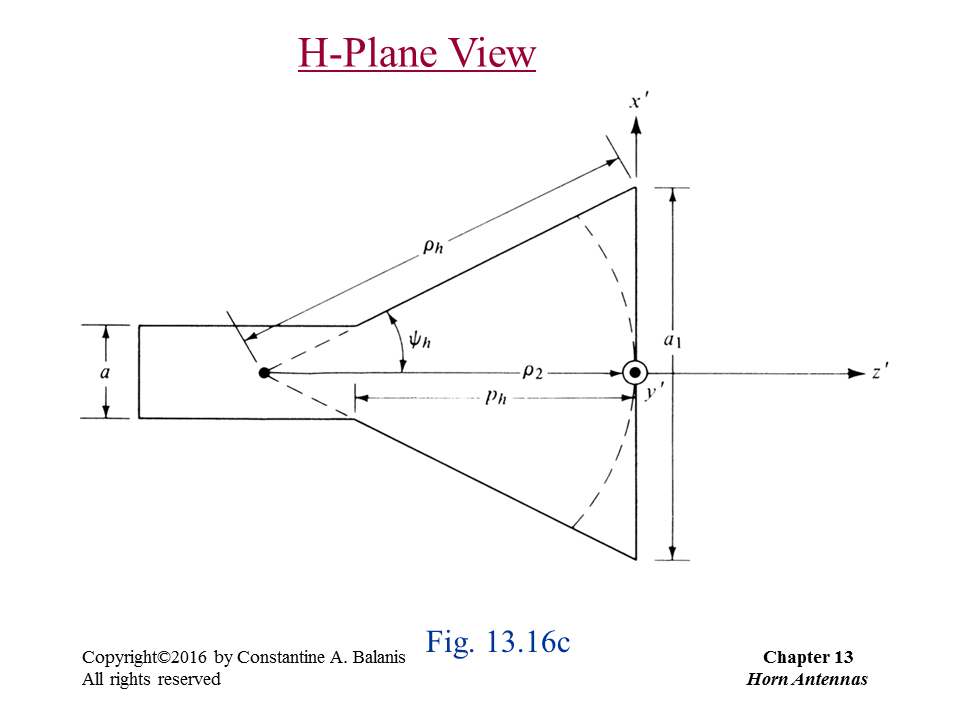 H-Plane View
x'
ρh
ψh
a
ρ2
a1
z'
ph
y'
Fig. 13.16c
Copyright©2016 by Constantine A. Balanis
All rights reserved
Chapter 13
Horn Antennas